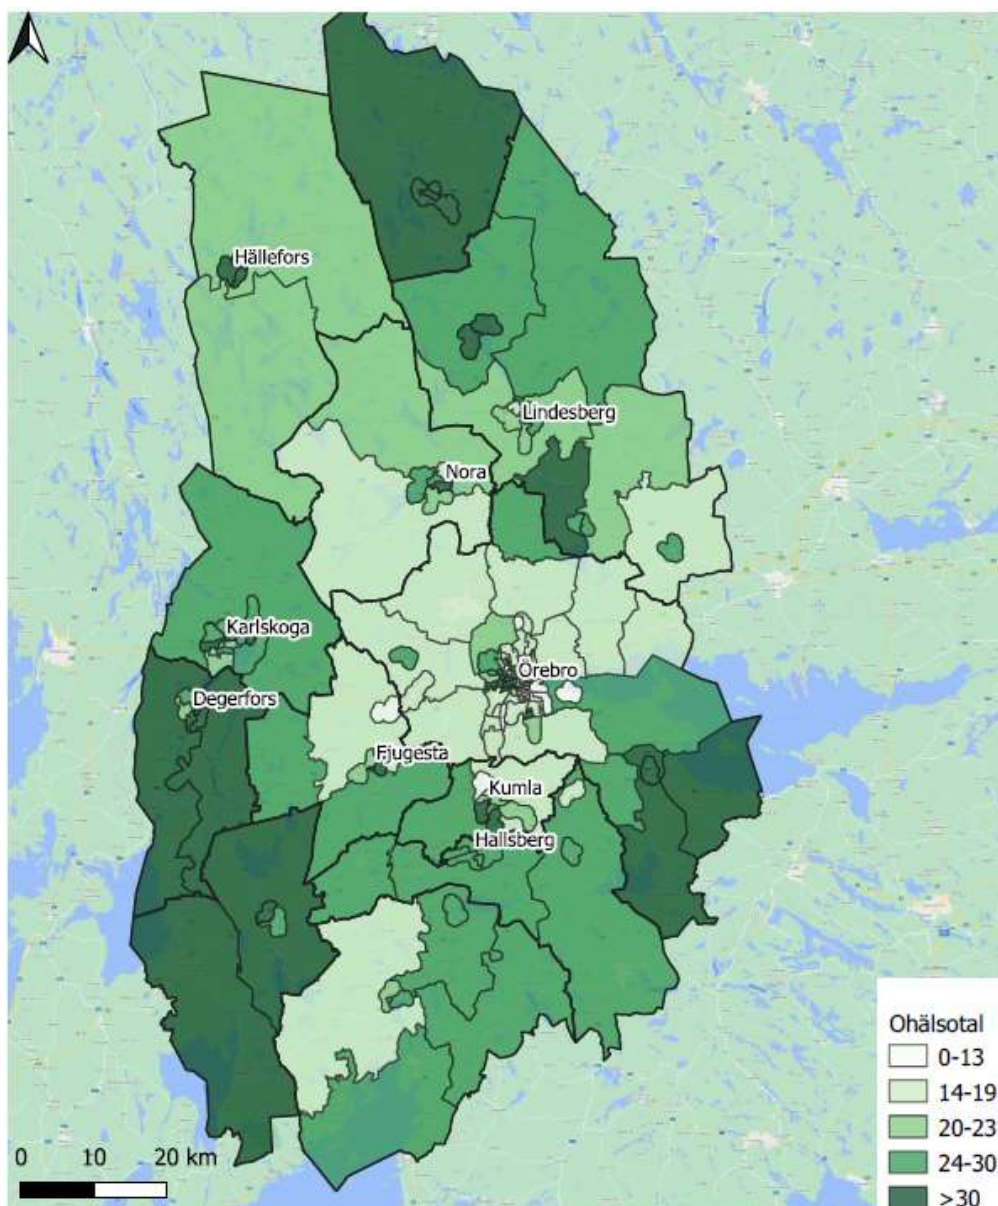 Hällefors
Lindesberg
Nora
Karlskoga
Örebro
Degerfors
Fjugesta
Kumla
Hallsberg
Ohälsotal
0-13
14-19
20-23
24-30
>30
0 10 20 km